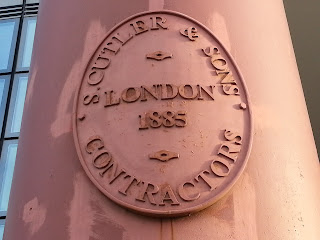 S. CUTLER & SONS
LONDON
1885
CONTRACTORS